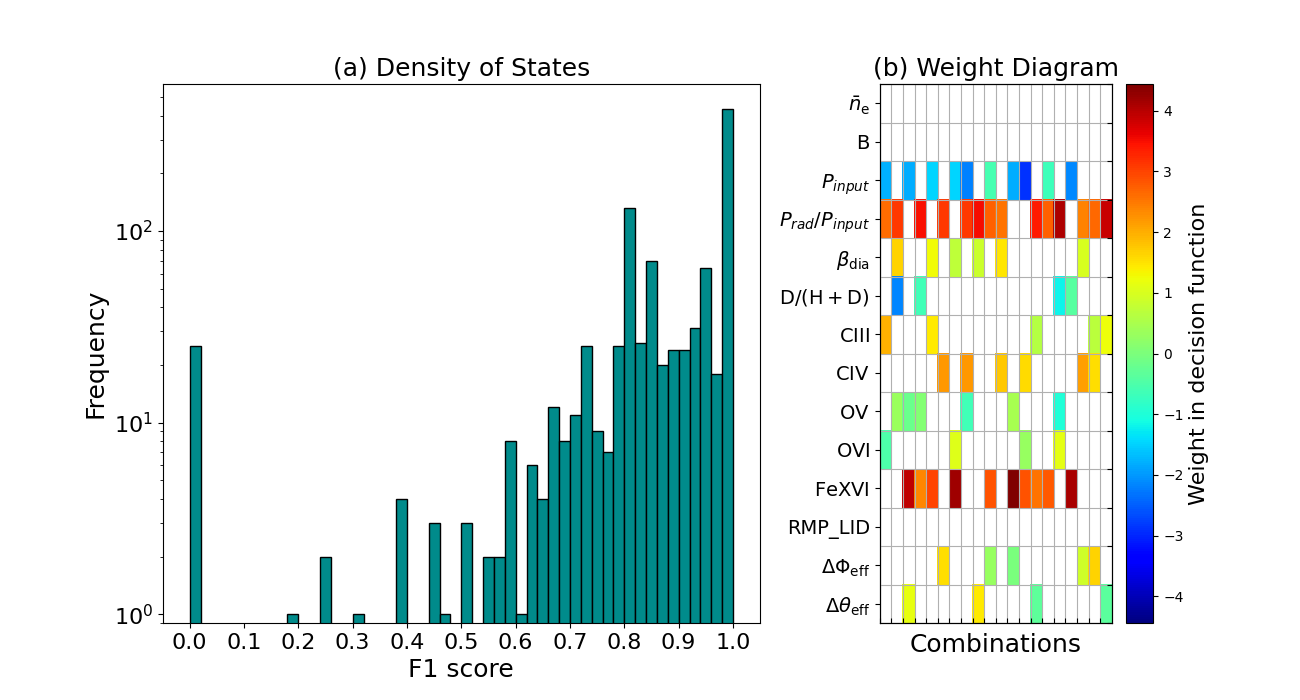 (a) Density of States
(b) Weight Diagram
Frequency
10²
10¹
10⁰
0.0 0.1 0.2 0.3 0.4 0.5 0.6 0.7 0.8 0.9 1.0
F1 score
n̄e
B
Pinput
Prad/Pinput
βdia
D/(H + D)
CIII
CIV
OV
OVI
FeXVI
RMP_LID
ΔΦeff
Δθeff
Combinations
4
3
2
1
0
−1
−2
−3
−4
Weight in decision function